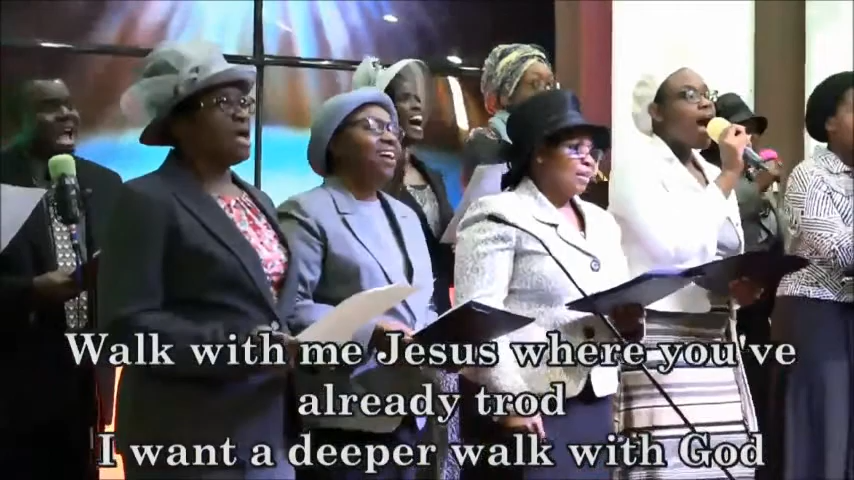 Walk with me Jesus where you've
already trod
I want a deeper walk with God